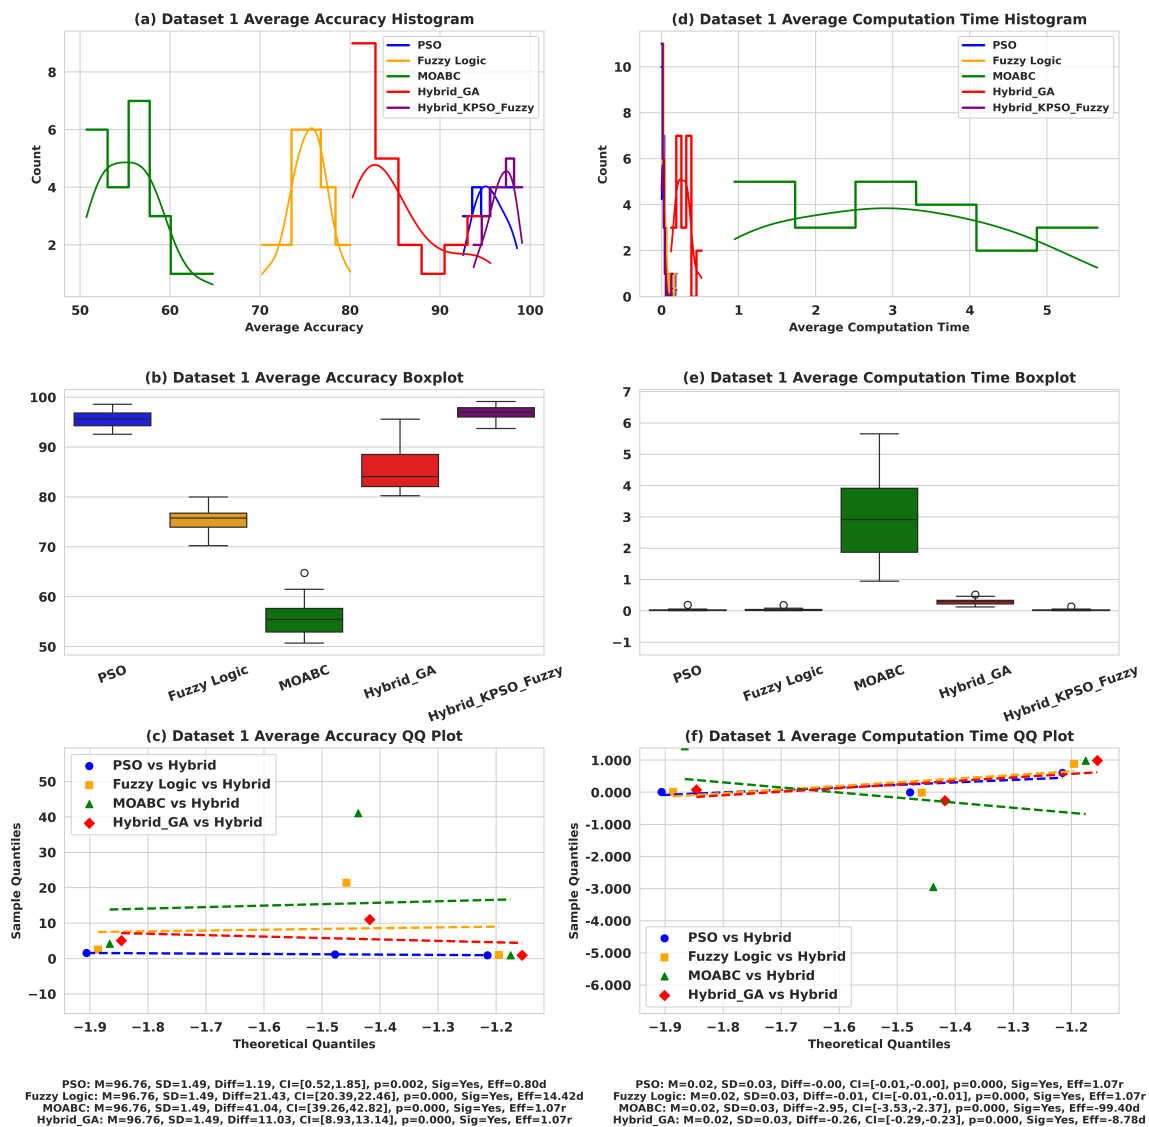 (a) Dataset 1 Average Accuracy Histogram
Count
8
6
4
2
PSO
Fuzzy Logic
MOABC
Hybrid_GA
Hybrid_KPSO_Fuzzy
50 60 70 80 90 100
Average Accuracy
(d) Dataset 1 Average Computation Time Histogram
Count
10
8
6
4
2
0
PSO
Fuzzy Logic
MOABC
Hybrid_GA
Hybrid_KPSO_Fuzzy
0 1 2 3 4 5
Average Computation Time
(b) Dataset 1 Average Accuracy Boxplot
100
90
80
70
60
50
PSO Fuzzy Logic MOABC Hybrid_GA Hybrid_KPSO_Fuzzy
(e) Dataset 1 Average Computation Time Boxplot
7
6
5
4
3
2
1
0
−1
PSO Fuzzy Logic MOABC Hybrid_GA Hybrid_KPSO_Fuzzy
(c) Dataset 1 Average Accuracy QQ Plot
Sample Quantiles
50
40
30
20
10
0
−10
PSO vs Hybrid
Fuzzy Logic vs Hybrid
MOABC vs Hybrid
Hybrid_GA vs Hybrid
−1.9 −1.8 −1.7 −1.6 −1.5 −1.4 −1.3 −1.2
Theoretical Quantiles
(f) Dataset 1 Average Computation Time QQ Plot
Sample Quantiles
1.000
0.000
-1.000
-2.000
-3.000
-4.000
-5.000
-6.000
PSO vs Hybrid
Fuzzy Logic vs Hybrid
MOABC vs Hybrid
Hybrid_GA vs Hybrid
−1.9 −1.8 −1.7 −1.6 −1.5 −1.4 −1.3 −1.2
Theoretical Quantiles
PSO: M=96.76, SD=1.49, Diff=1.19, CI=[0.52,1.85], p=0.002, Sig=Yes, Eff=0.80d
Fuzzy Logic: M=96.76, SD=1.49, Diff=21.43, CI=[20.39,22.46], p=0.000, Sig=Yes, Eff=14.42d
MOABC: M=96.76, SD=1.49, Diff=41.04, CI=[39.26,42.82], p=0.000, Sig=Yes, Eff=1.07r
Hybrid_GA: M=96.76, SD=1.49, Diff=11.03, CI=[8.93,13.14], p=0.000, Sig=Yes, Eff=1.07r
PSO: M=0.02, SD=0.03, Diff=-0.00, CI=[-0.01,-0.00], p=0.000, Sig=Yes, Eff=1.07r
Fuzzy Logic: M=0.02, SD=0.03, Diff=-0.01, CI=[-0.01,-0.01], p=0.000, Sig=Yes, Eff=1.07r
MOABC: M=0.02, SD=0.03, Diff=-2.95, CI=[-3.53,-2.37], p=0.000, Sig=Yes, Eff=-99.40d
Hybrid_GA: M=0.02, SD=0.03, Diff=-0.26, CI=[-0.29,-0.23], p=0.000, Sig=Yes, Eff=-8.78d